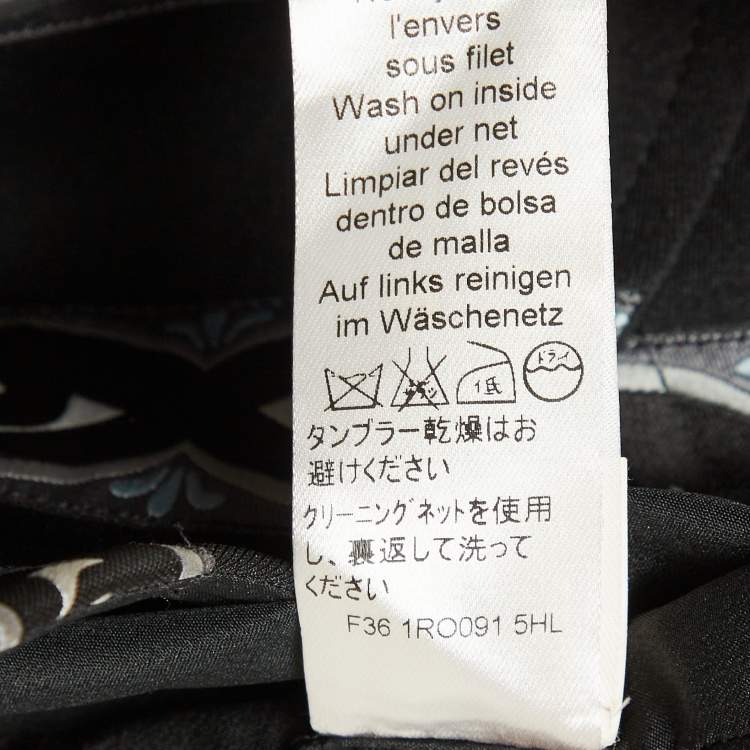 l'envers
sous filet
Wash on inside
under net
Limpiar del revés
dentro de bolsa
de malla
Auf links reinigen
im Wäschenetz
1 低
ドライ
タンブラー乾燥はお
避けください
クリーニングネットを使用
し、裏返して洗って
ください
F36 1RO091 5HL